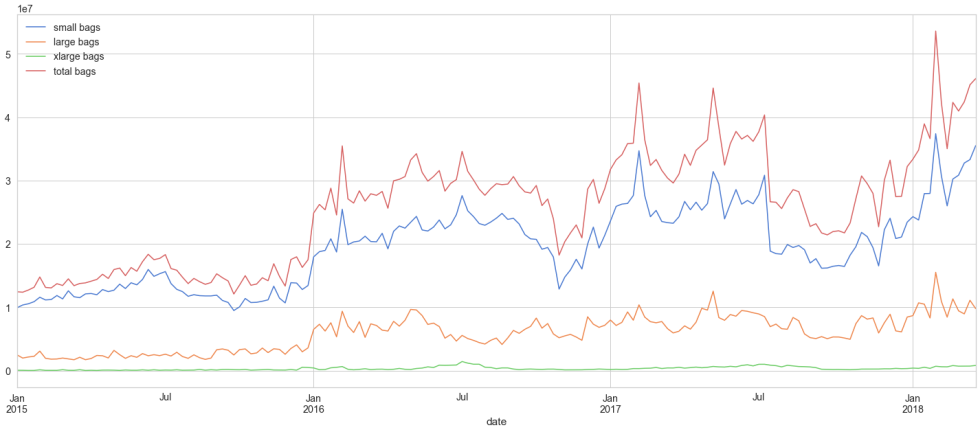 1e7
small bags
large bags
xlarge bags
total bags
5
4
3
2
1
0
Jan Jul Jan Jul Jan Jul Jan
2015 2016 2017 2018
date